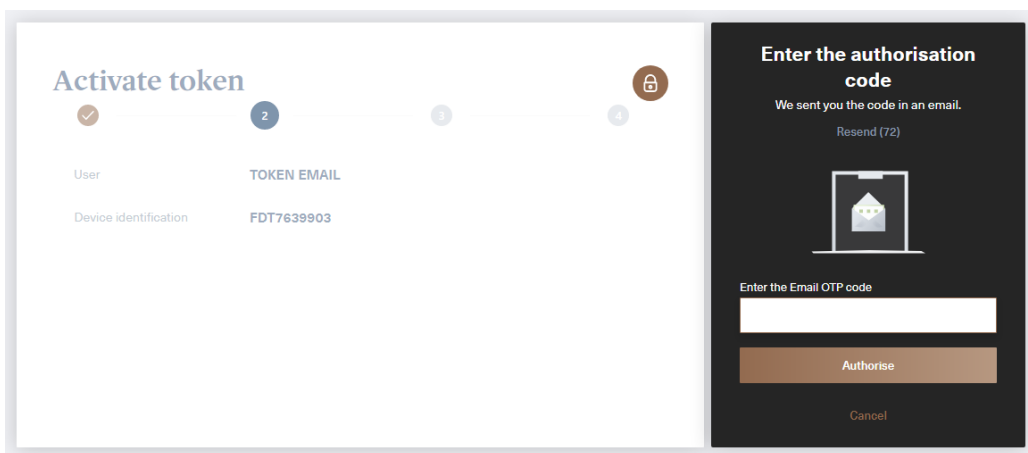 Activate token
2
3
4
User
TOKEN EMAIL
Device identification
FDT7639903
Enter the authorisation
code
We sent you the code in an email.
Resend (72)
Enter the Email OTP code
Authorise
Cancel